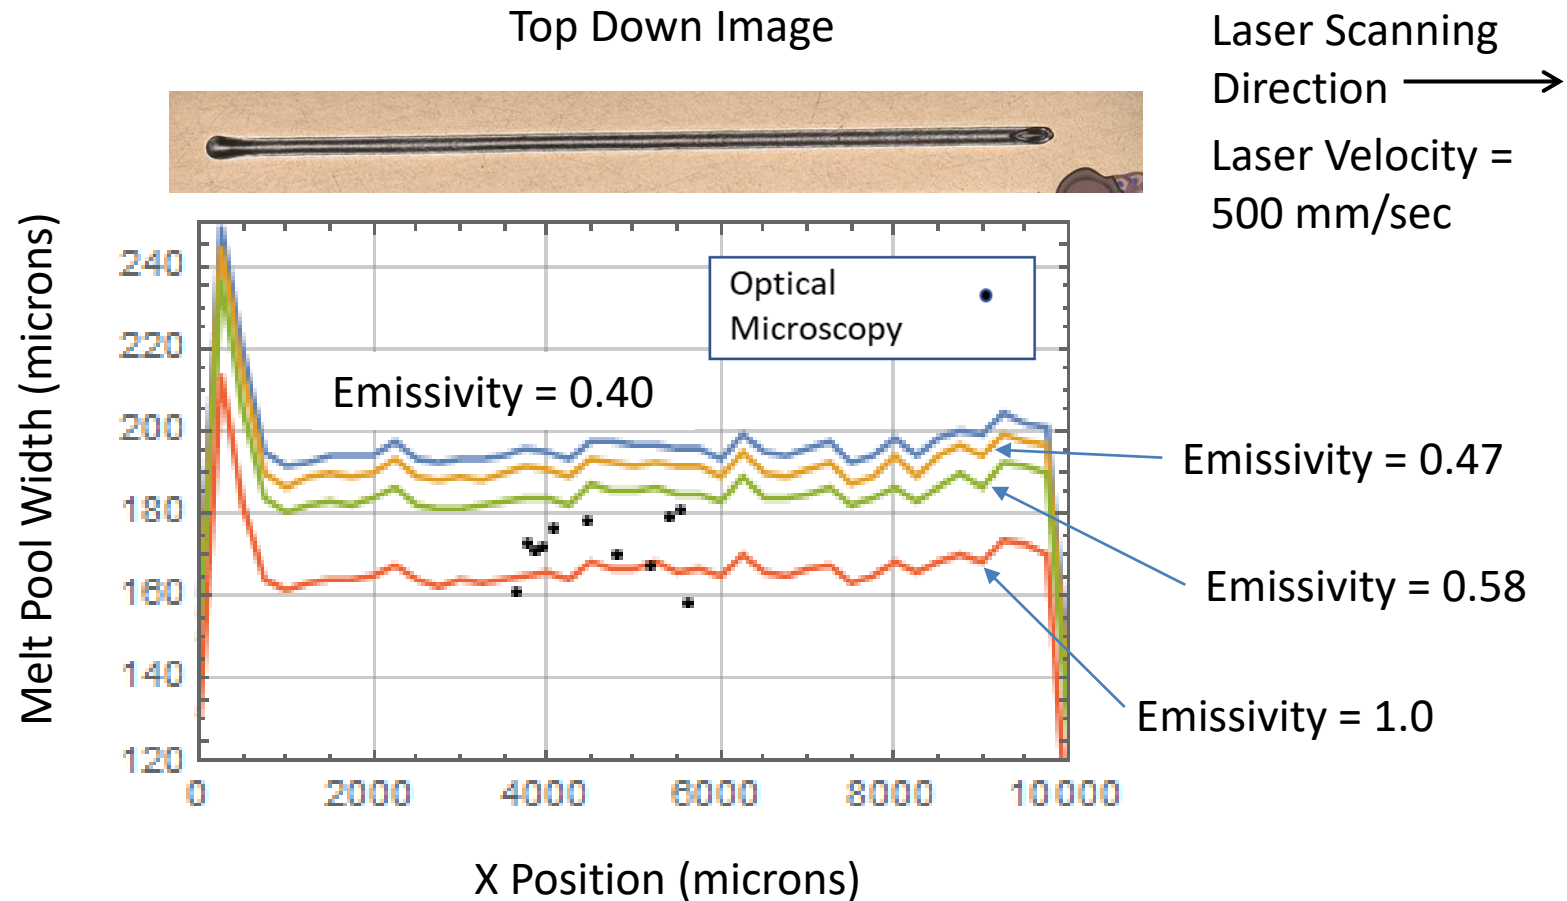 Top Down Image
Laser Scanning
Direction
Laser Velocity =
500 mm/sec
Melt Pool Width (microns)
240
220
200
180
160
140
120
Optical
Microscopy
Emissivity = 0.40
Emissivity = 0.47
Emissivity = 0.58
Emissivity = 1.0
0
2000
4000
6000
8000
10000
X Position (microns)